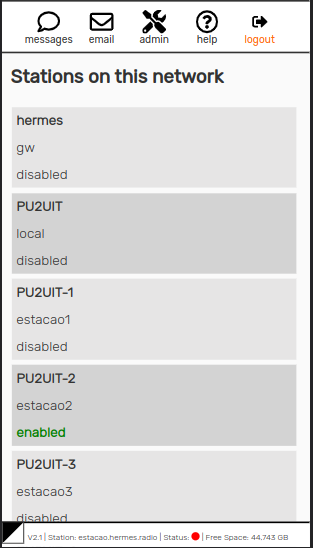 messages email admin help logout
Stations on this network
hermes
gw
disabled
PU2UIT
local
disabled
PU2UIT-1
estacao1
disabled
PU2UIT-2
estacao2
enabled
PU2UIT-3
estacao3
disabled
V2.1 | Station: estacao.hermes.radio | Status: | Free Space: 44.743 GB